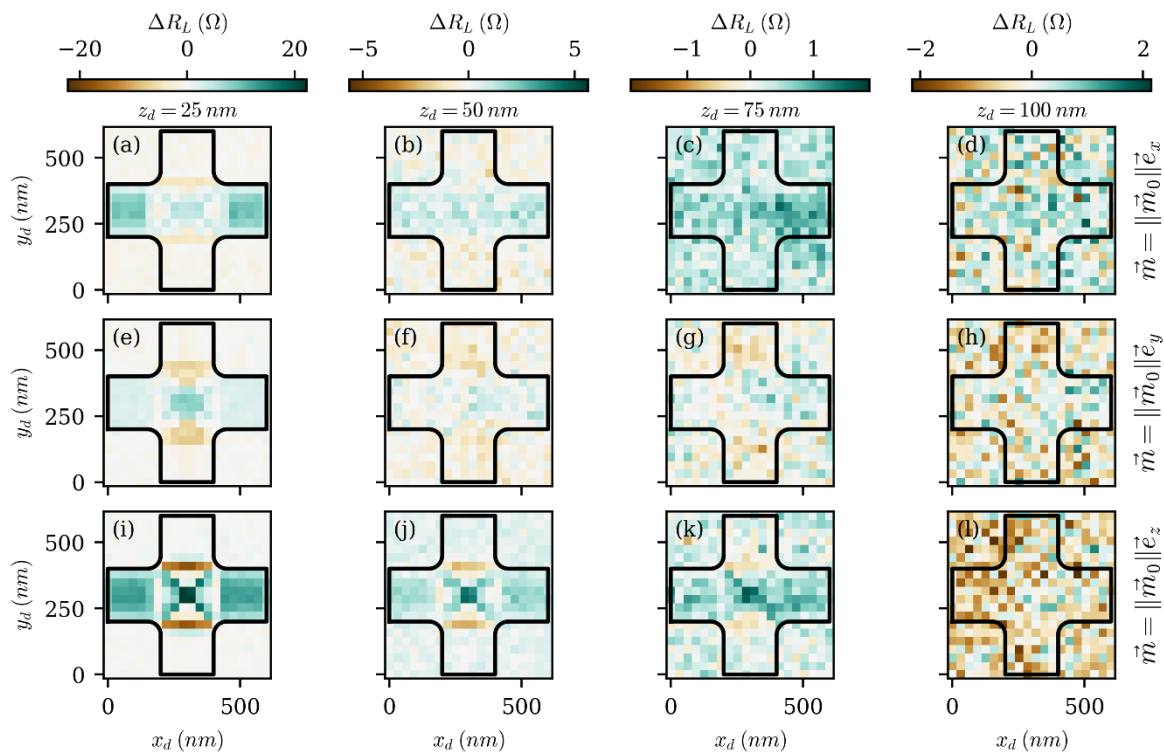 ΔR_L (Ω) ΔR_L (Ω) ΔR_L (Ω) ΔR_L (Ω)
−20 0 20 −5 0 5 −1 0 1 −2 0 2
z_d = 25 nm z_d = 50 nm z_d = 75 nm z_d = 100 nm
(a) (b) (c) (d)
500
250
0
y_d (nm)
m⃗ = ||m⃗_0||e⃗_x
(e) (f) (g) (h)
500
250
0
y_d (nm)
m⃗ = ||m⃗_0||e⃗_y
(i) (j) (k) (l)
500
250
0
y_d (nm)
m⃗ = ||m⃗_0||e⃗_z
0 500 0 500 0 500 0 500
x_d (nm) x_d (nm) x_d (nm) x_d (nm)